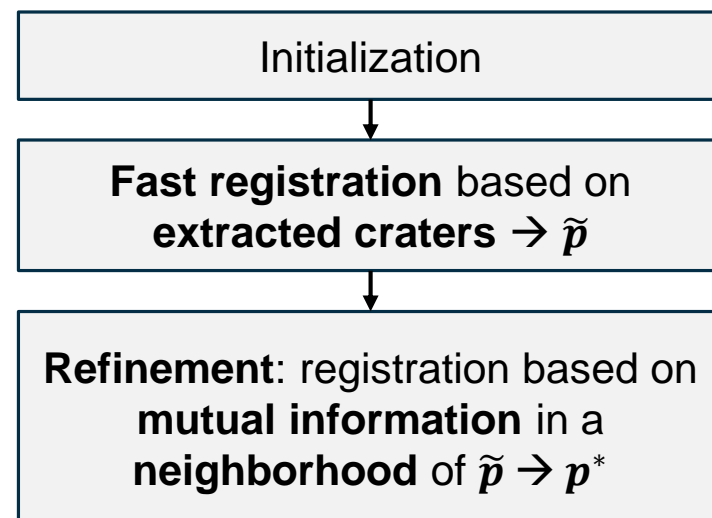 Initialization
Fast registration based on
extracted craters → p̃
Refinement: registration based on
mutual information in a
neighborhood of p̃ → p*